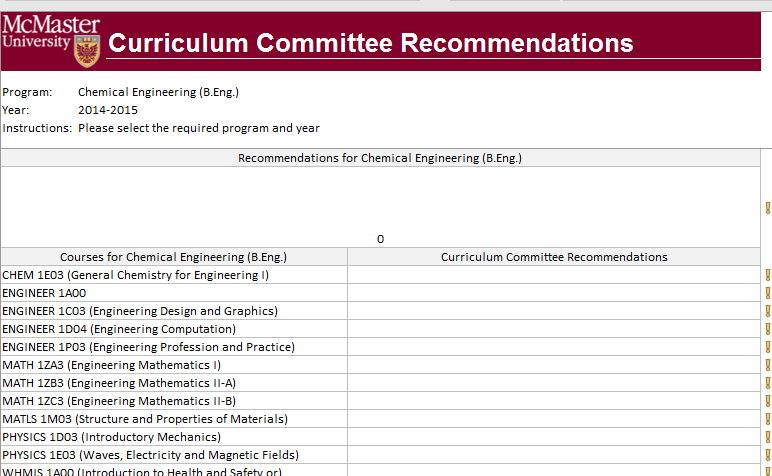 McMaster
University
Curriculum Committee Recommendations
Program: Chemical Engineering (B.Eng.)
Year: 2014-2015
Instructions: Please select the required program and year
Recommendations for Chemical Engineering (B.Eng.)
0
Courses for Chemical Engineering (B.Eng.) Curriculum Committee Recommendations
CHEM 1E03 (General Chemistry for Engineering I)
ENGINEER 1A00
ENGINEER 1C03 (Engineering Design and Graphics)
ENGINEER 1D04 (Engineering Computation)
ENGINEER 1P03 (Engineering Profession and Practice)
MATH 1ZA3 (Engineering Mathematics I)
MATH 1ZB3 (Engineering Mathematics II-A)
MATH 1ZC3 (Engineering Mathematics II-B)
MATLS 1M03 (Structure and Properties of Materials)
PHYSICS 1D03 (Introductory Mechanics)
PHYSICS 1E03 (Waves, Electricity and Magnetic Fields)
WHMIS 1A00 (Introduction to Health and Safety or)